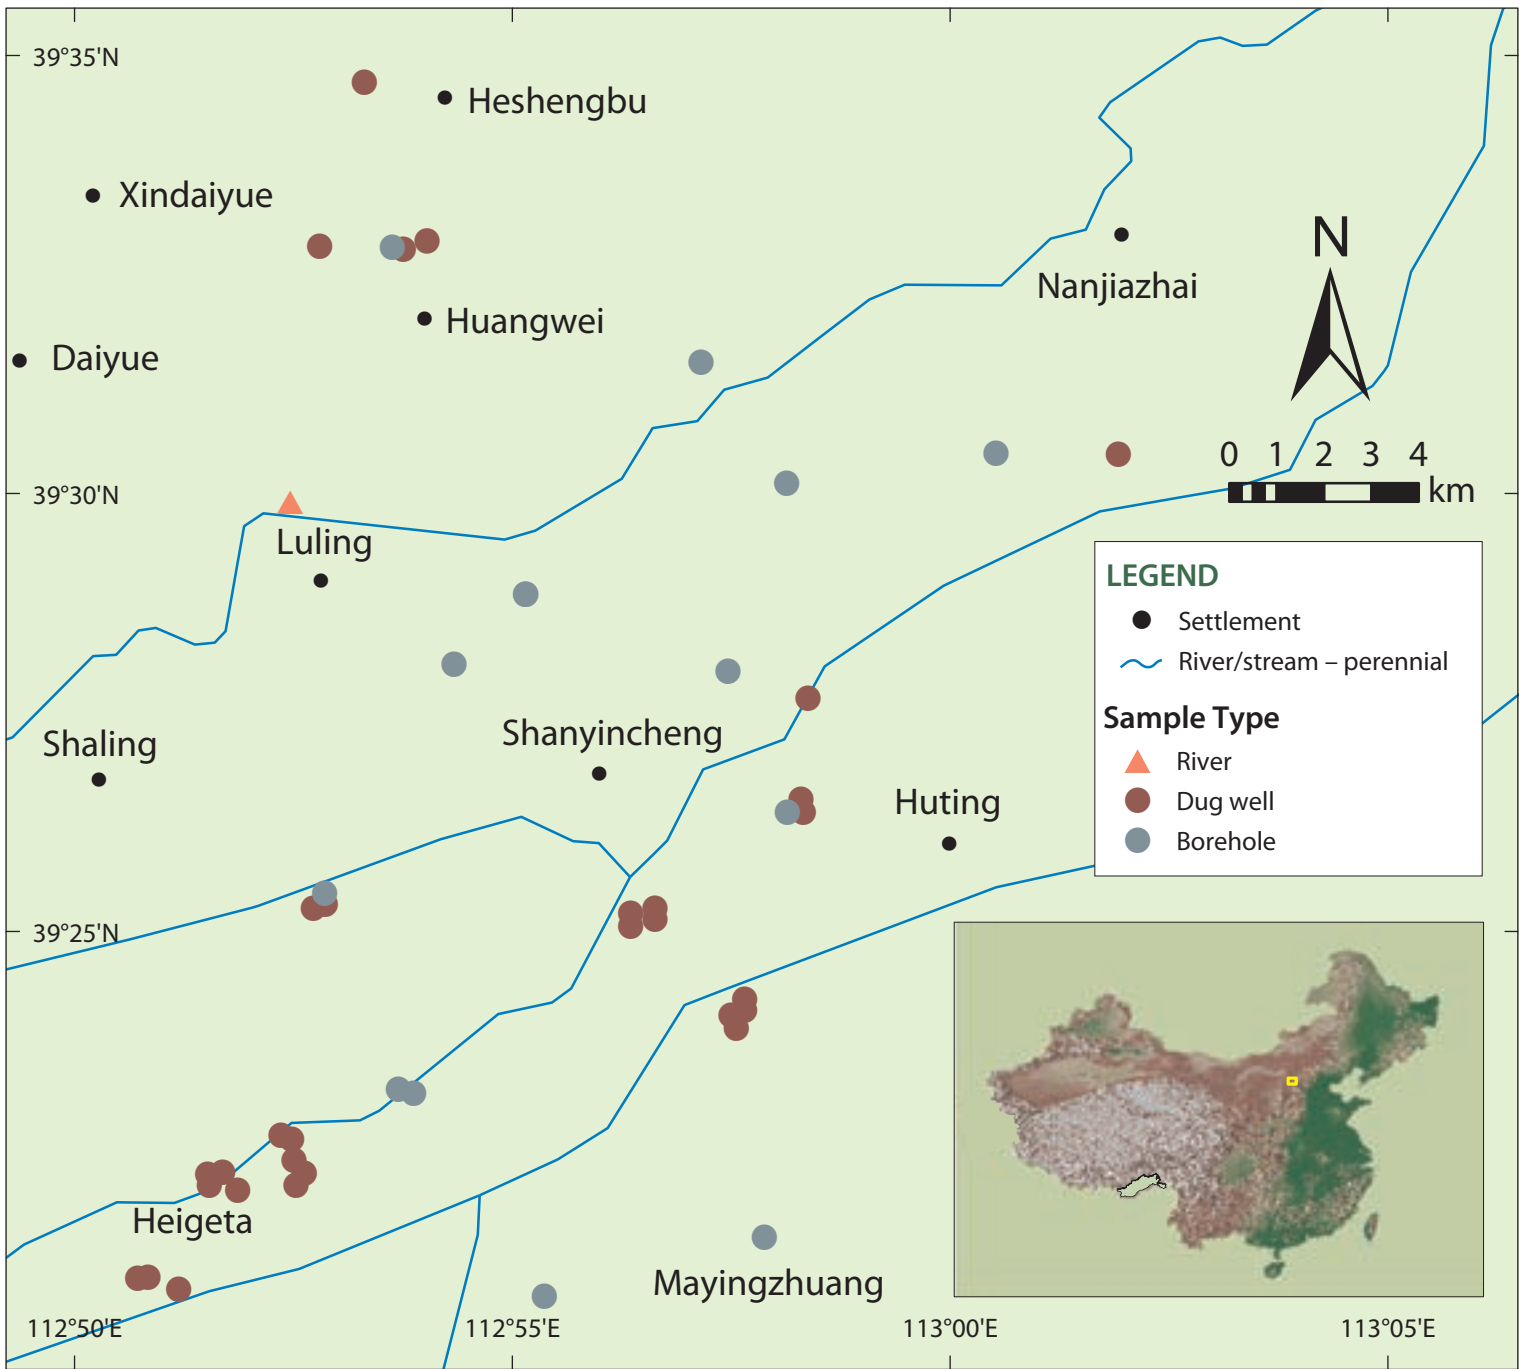 39°35'N
Heshengbu
Xindaiyue
N
Nanjiazhai
Huangwei
Daiyue
0 1 2 3 4
km
39°30'N
Luling
LEGEND
Settlement
River/stream – perennial
Sample Type
River
Dug well
Borehole
Shaling
Shanyincheng
Huting
39°25'N
Heigeta
Mayingzhuang
112°50'E
112°55'E
113°00'E
113°05'E